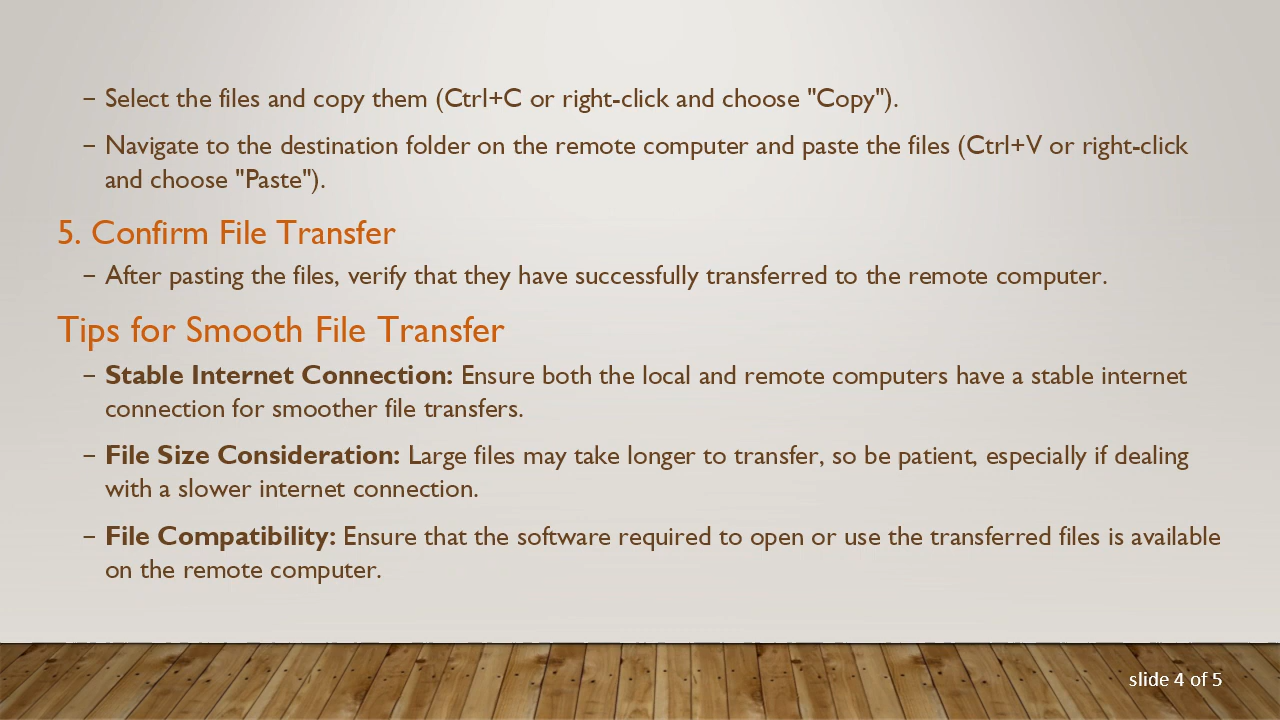 – Select the files and copy them (Ctrl+C or right-click and choose "Copy").
– Navigate to the destination folder on the remote computer and paste the files (Ctrl+V or right-click
and choose "Paste").
5. Confirm File Transfer
– After pasting the files, verify that they have successfully transferred to the remote computer.
Tips for Smooth File Transfer
– Stable Internet Connection: Ensure both the local and remote computers have a stable internet
connection for smoother file transfers.
– File Size Consideration: Large files may take longer to transfer, so be patient, especially if dealing
with a slower internet connection.
– File Compatibility: Ensure that the software required to open or use the transferred files is available
on the remote computer.
slide 4 of 5